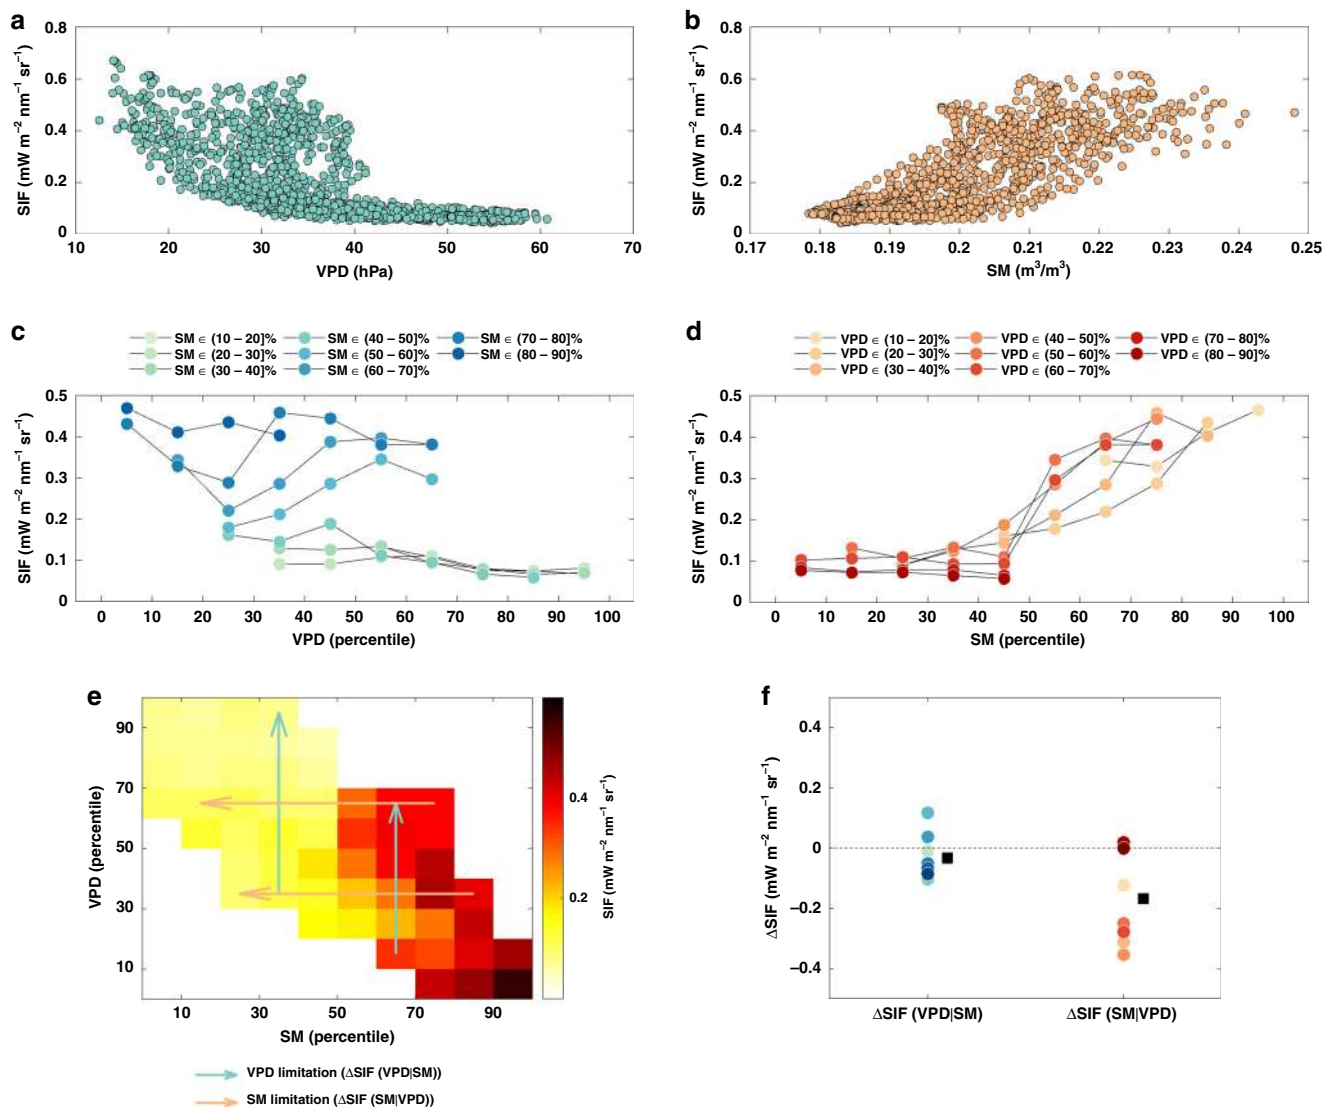 a
b
0.8
0.6
0.4
0.2
0
SIF (mW m⁻² nm⁻¹ sr⁻¹)
10 20 30 40 50 60 70
VPD (hPa)
0.8
0.6
0.4
0.2
0
SIF (mW m⁻² nm⁻¹ sr⁻¹)
0.17 0.18 0.19 0.2 0.21 0.22 0.23 0.24 0.25
SM (m³/m³)
c
SM ∈ (10 – 20]% SM ∈ (40 – 50]% SM ∈ (70 – 80]%
SM ∈ (20 – 30]% SM ∈ (50 – 60]% SM ∈ (80 – 90]%
SM ∈ (30 – 40]% SM ∈ (60 – 70]%
0.5
0.4
0.3
0.2
0.1
0
SIF (mW m⁻² nm⁻¹ sr⁻¹)
0 10 20 30 40 50 60 70 80 90 100
VPD (percentile)
d
VPD ∈ (10 – 20]% VPD ∈ (40 – 50]% VPD ∈ (70 – 80]%
VPD ∈ (20 – 30]% VPD ∈ (50 – 60]% VPD ∈ (80 – 90]%
VPD ∈ (30 – 40]% VPD ∈ (60 – 70]%
0.5
0.4
0.3
0.2
0.1
0
SIF (mW m⁻² nm⁻¹ sr⁻¹)
0 10 20 30 40 50 60 70 80 90 100
SM (percentile)
e
90
70
50
30
10
VPD (percentile)
10 30 50 70 90
SM (percentile)
0.4
0.2
SIF (mW m⁻² nm⁻¹ sr⁻¹)
VPD limitation (ΔSIF (VPD|SM))
SM limitation (ΔSIF (SM|VPD))
f
0.4
0.2
0
−0.2
−0.4
ΔSIF (mW m⁻² nm⁻¹ sr⁻¹)
ΔSIF (VPD|SM) ΔSIF (SM|VPD)